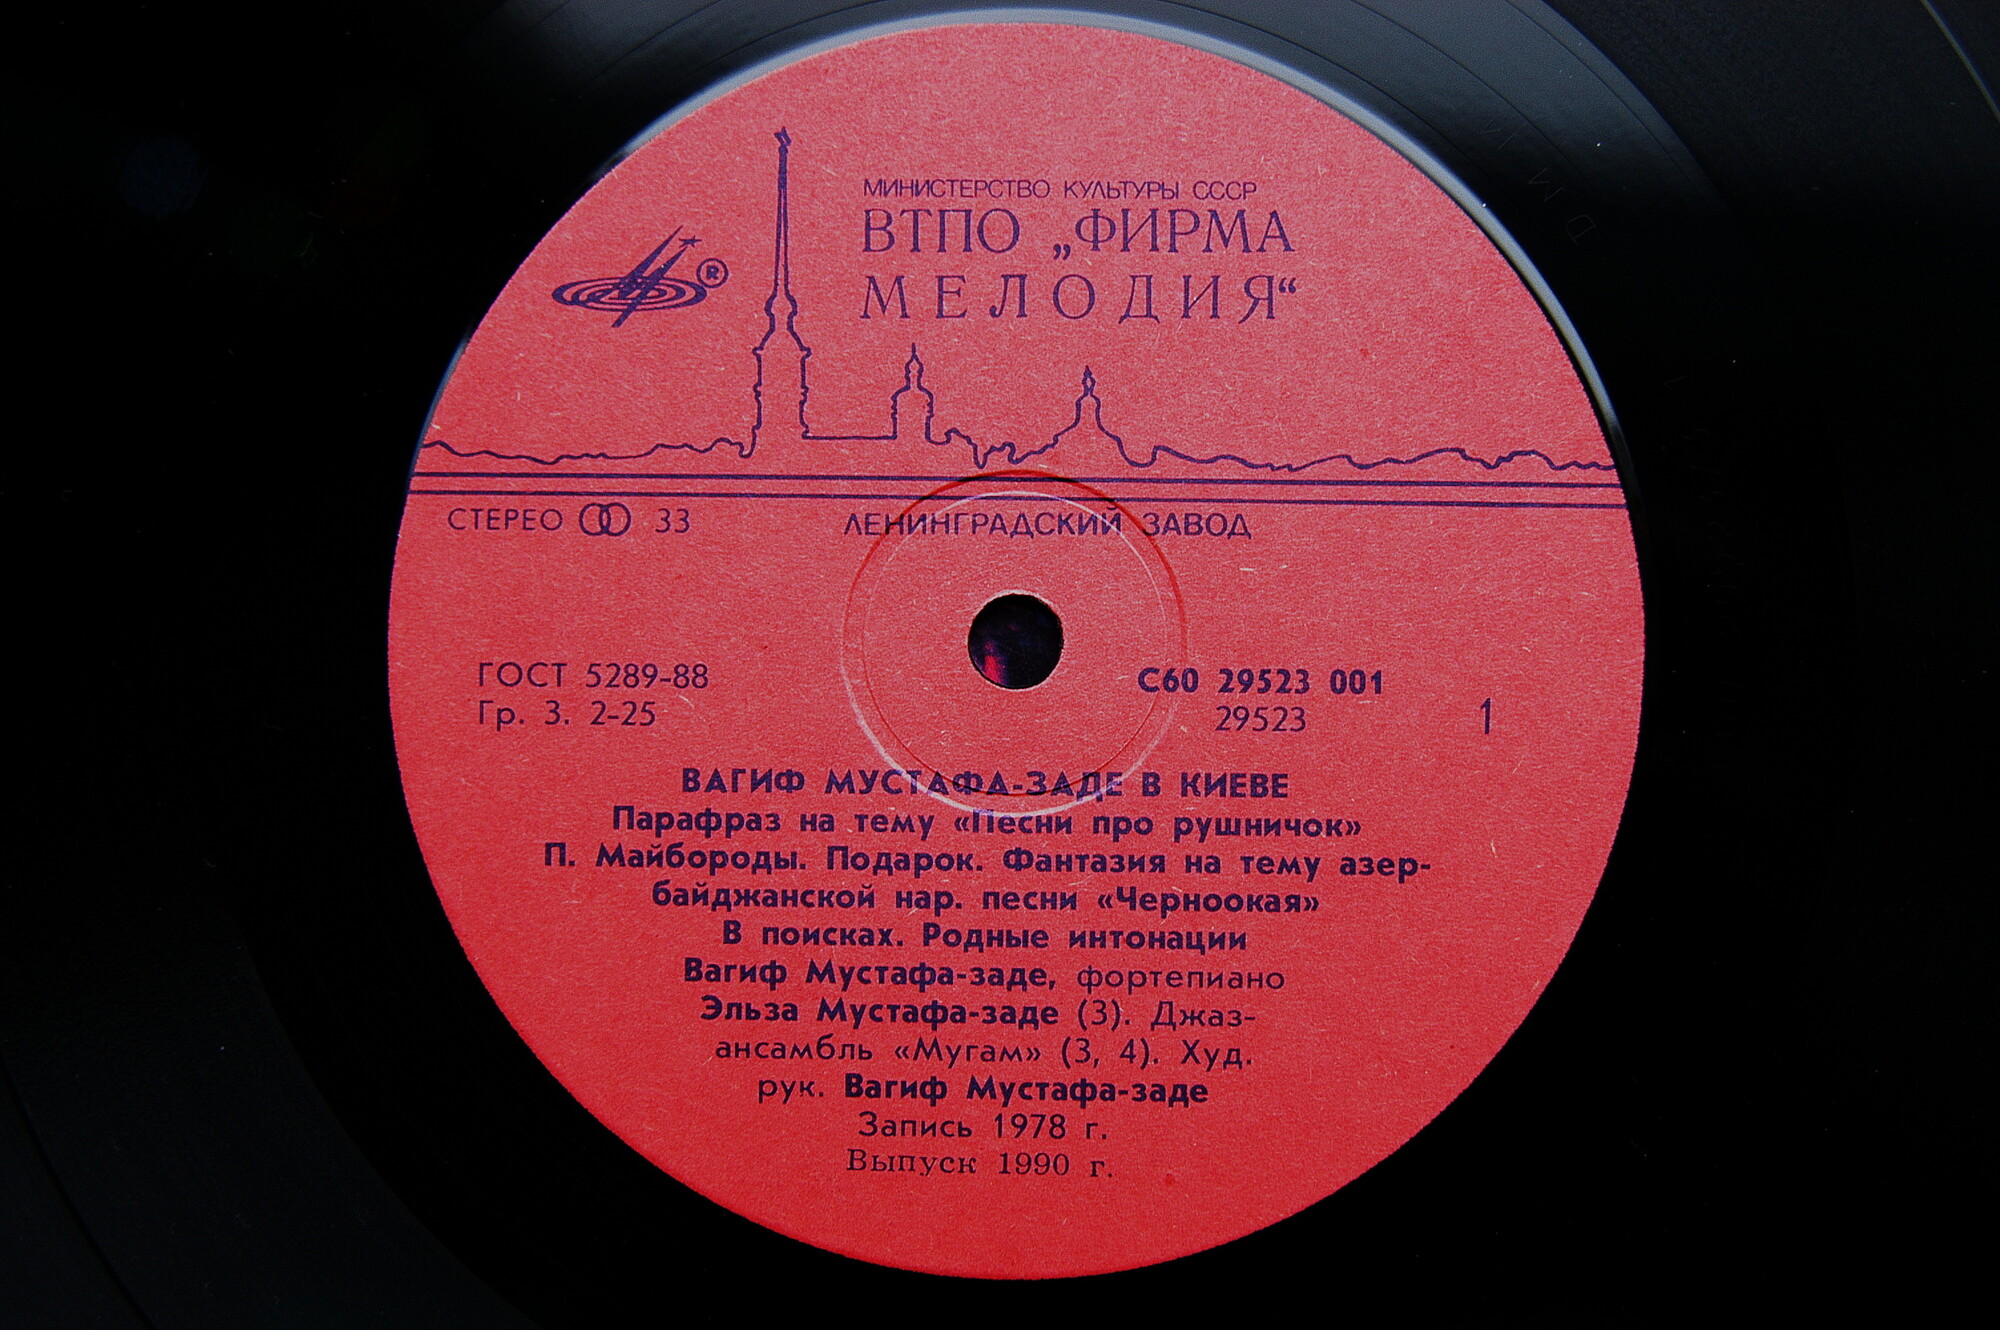 МИНИСТЕРСТВО КУЛЬТУРЫ СССР
ВТПО „ФИРМА
МЕЛОДИЯ“
®
СТЕРЕО 33
ЛЕНИНГРАДСКИЙ ЗАВОД
ГОСТ 5289-88
Гр. 3. 2-25
С60 29523 001
29523
1
ВАГИФ МУСТАФА-ЗАДЕ В КИЕВЕ
Парафраз на тему «Песни про рушничок»
П. Майбороды. Подарок. Фантазия на тему азер-
байджанской нар. песни «Черноокая»
В поисках. Родные интонации
Вагиф Мустафа-заде, фортепиано
Эльза Мустафа-заде (3). Джаз-
ансамбль «Мугам» (3, 4). Худ.
рук. Вагиф Мустафа-заде
Запись 1978 г.
Выпуск 1990 г.